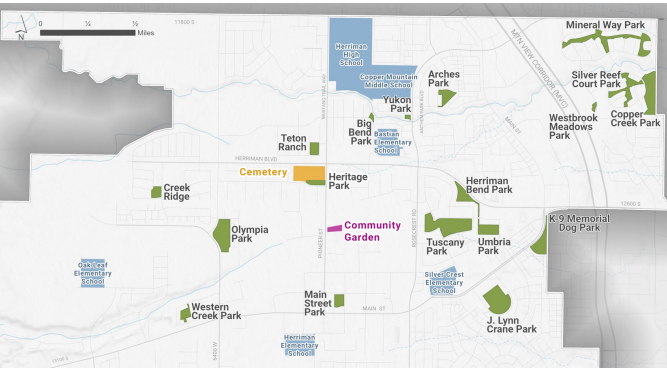 11800 S
Mineral Way Park
N
0
¼
½
Miles
MTN VIEW CORRIDOR (MVC)
Herriman
High
School
Copper Mountain
Middle School
Arches
Park
Silver Reef
Court Park
Yukon
Park
Copper
Creek Park
Westbrook
Meadows
Park
MAIN ST
Big
Bend
Park
Bastian
Elementary
School
Teton
Ranch
HERRIMAN BLVD
Cemetery
Heritage
Park
Herriman
Bend Park
Creek
Ridge
12600 S
K-9 Memorial
Dog Park
Community
Garden
Olympia
Park
PIONEER ST
ROSECREST RD
Tuscany
Park
Umbria
Park
Oak Leaf
Elementary
School
Silver Crest
Elementary
School
Western
Creek Park
Main
Street
Park
MAIN ST
J. Lynn
Crane Park
Herriman
Elementary
School
6400 W